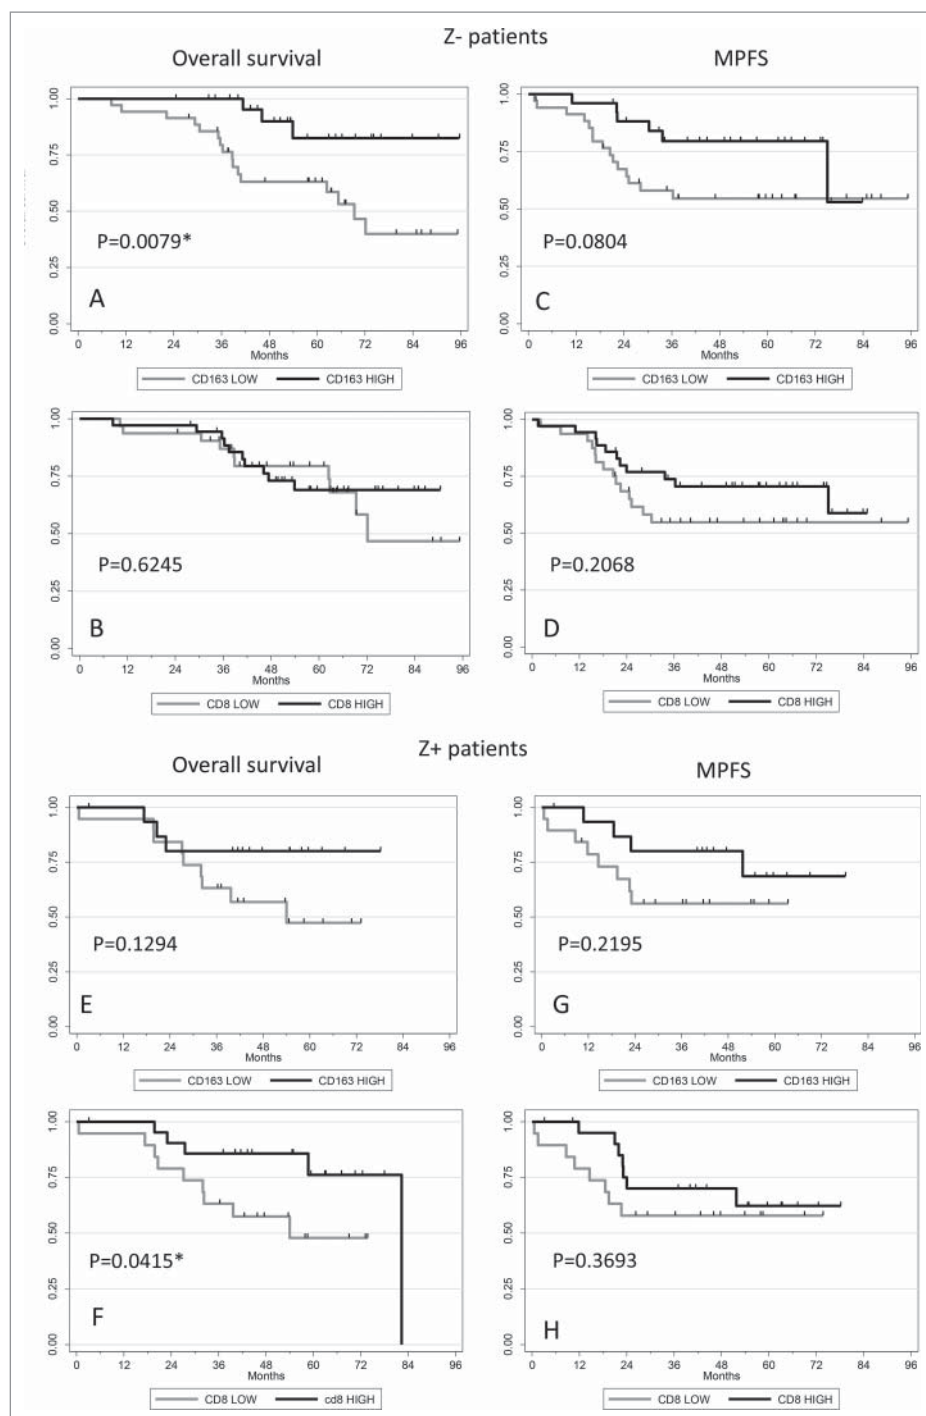 Z- patients
Overall survival
MPFS
1.00
0.75
0.50
0.25
0.00
P=0.0079*
A
0 12 24 36 48 60 72 84 96
Months
CD163 LOW CD163 HIGH
1.00
0.75
0.50
0.25
0.00
P=0.0804
C
0 12 24 36 48 60 72 84 96
Months
CD163 LOW CD163 HIGH
1.00
0.75
0.50
0.25
0.00
P=0.6245
B
0 12 24 36 48 60 72 84 96
Months
CD8 LOW CD8 HIGH
1.00
0.75
0.50
0.25
0.00
P=0.2068
D
0 12 24 36 48 60 72 84 96
Months
CD8 LOW CD8 HIGH
Z+ patients
Overall survival
MPFS
1.00
0.75
0.50
0.25
0.00
P=0.1294
E
0 12 24 36 48 60 72 84 96
Months
CD163 LOW CD163 HIGH
1.00
0.75
0.50
0.25
0.00
P=0.2195
G
0 12 24 36 48 60 72 84 96
Months
CD163 LOW CD163 HIGH
1.00
0.75
0.50
0.25
0.00
P=0.0415*
F
0 12 24 36 48 60 72 84 96
Months
CD8 LOW cd8 HIGH
1.00
0.75
0.50
0.25
0.00
P=0.3693
H
0 12 24 36 48 60 72 84 96
Months
CD8 LOW CD8 HIGH